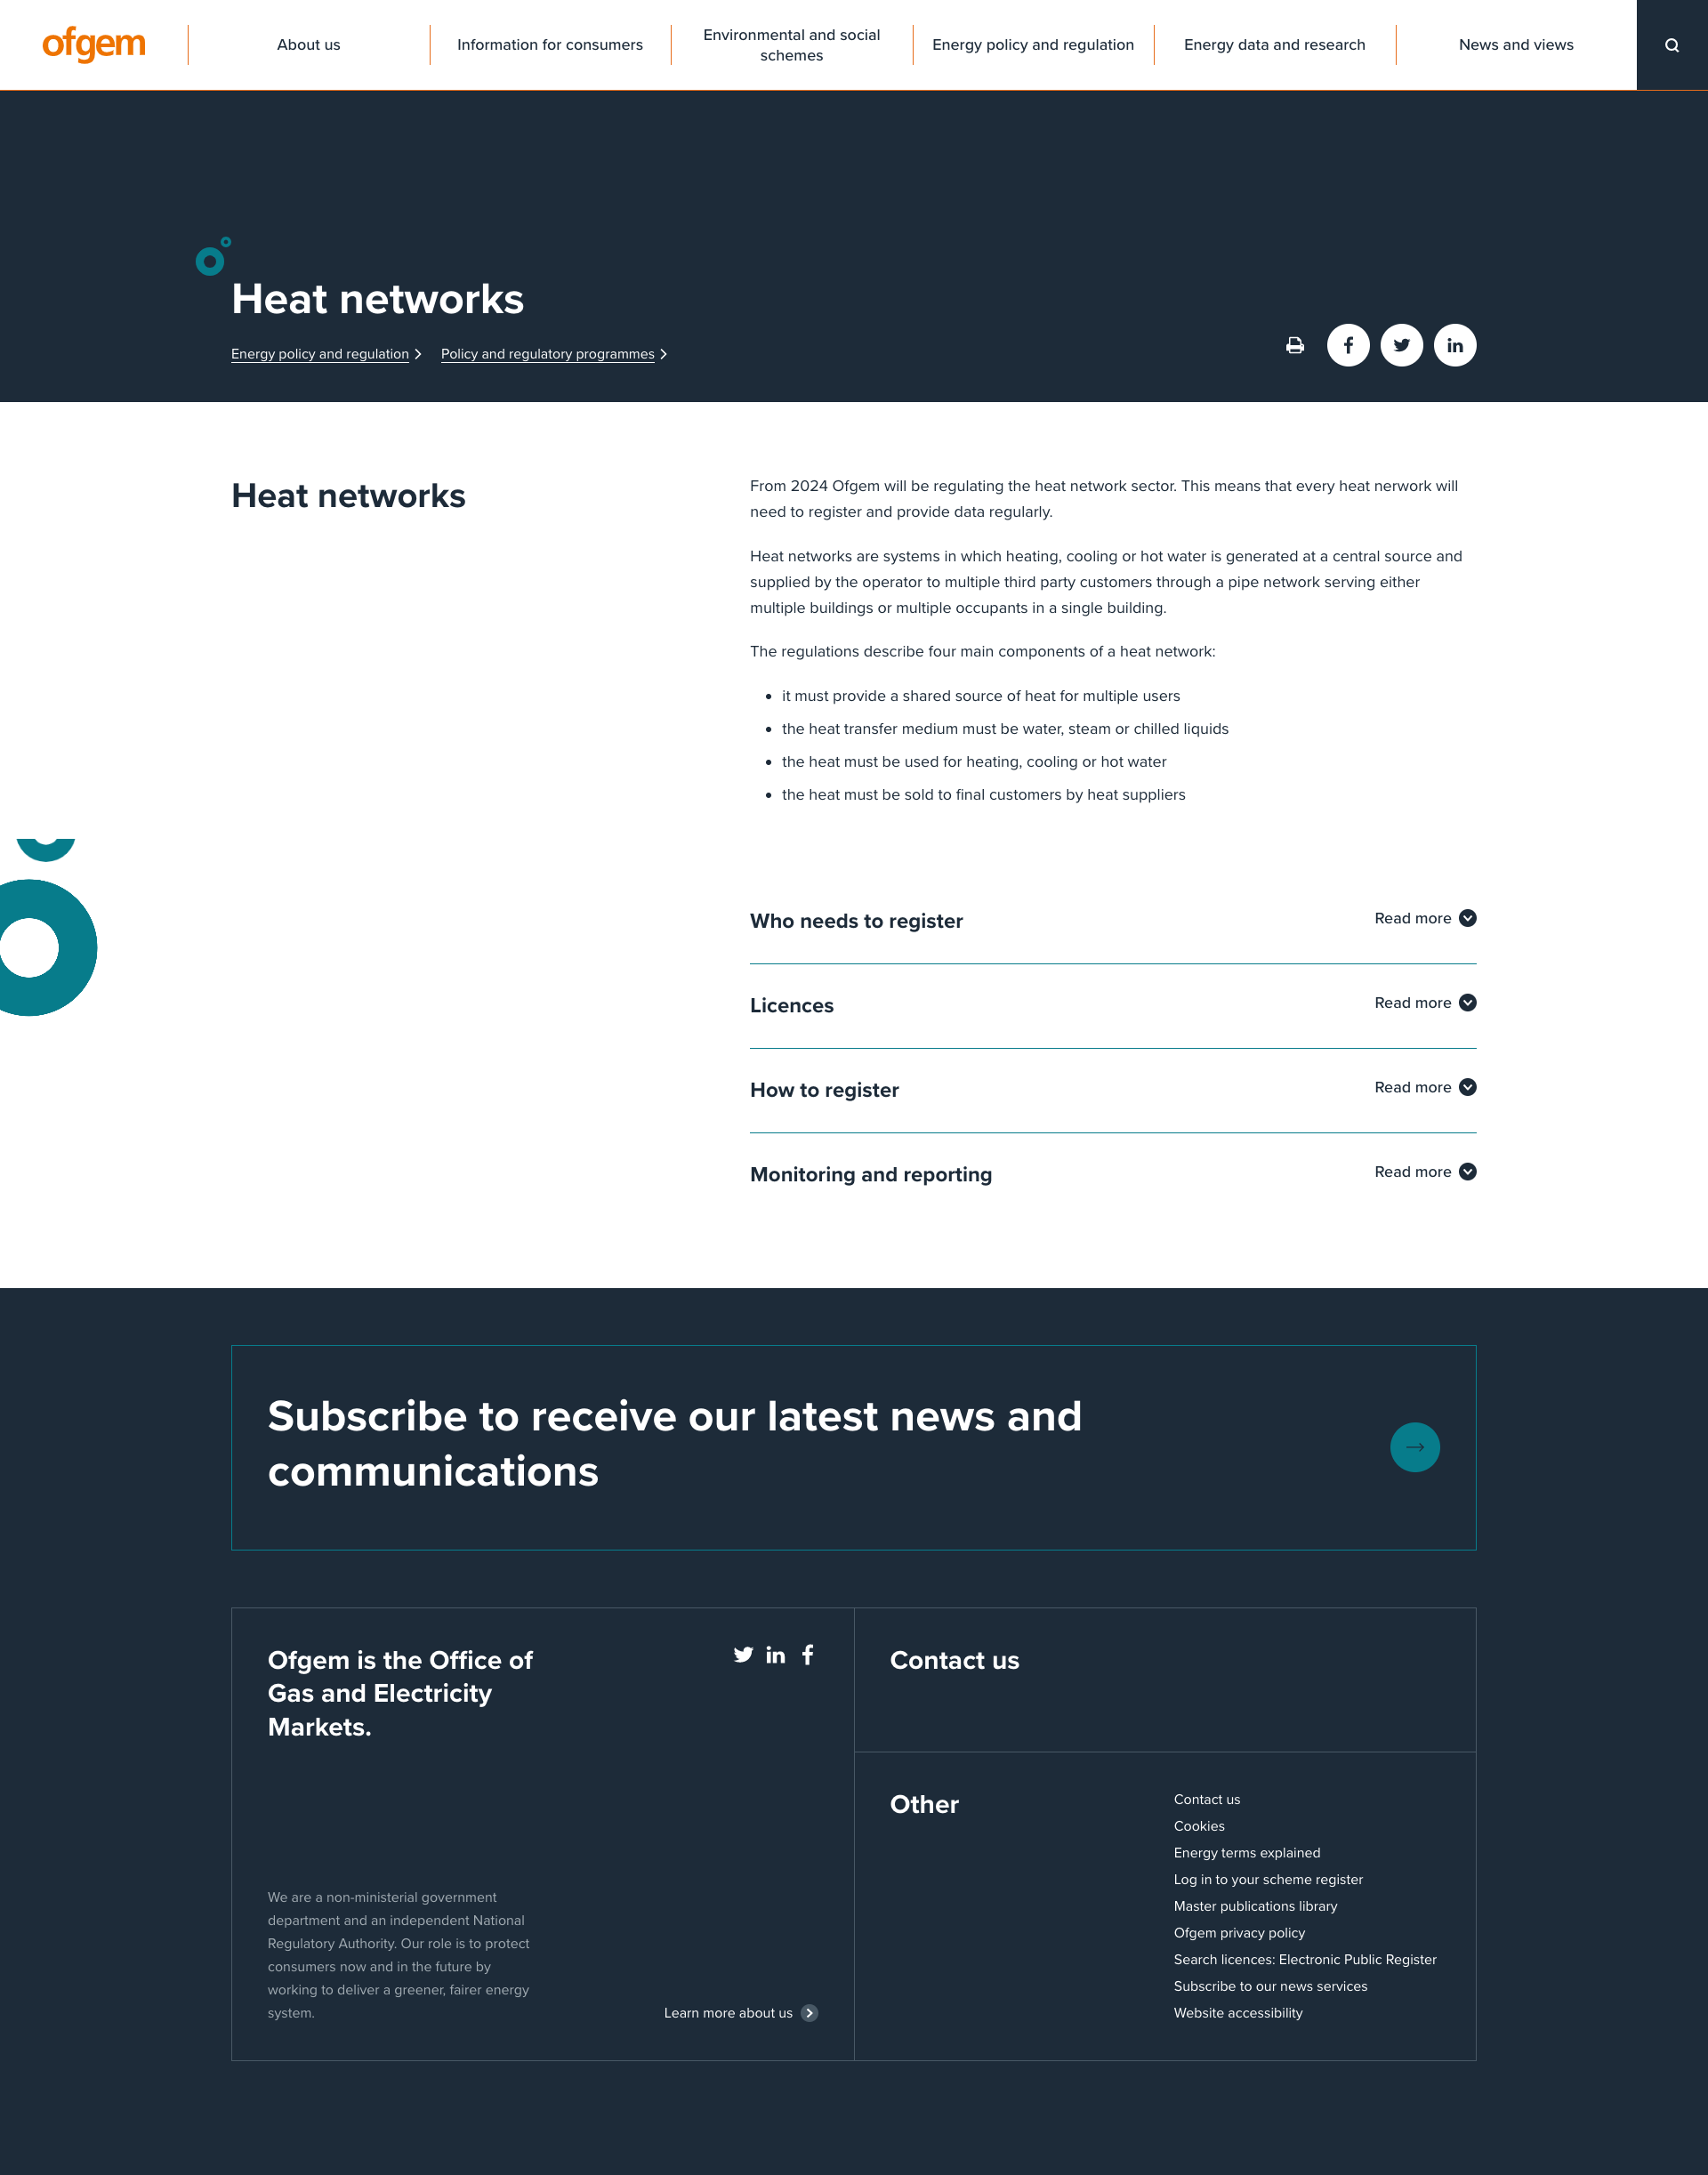 ofgem
About us
Information for consumers
Environmental and social
schemes
Energy policy and regulation
Energy data and research
News and views
Heat networks
Energy policy and regulation
Policy and regulatory programmes
Heat networks
From 2024 Ofgem will be regulating the heat network sector. This means that every heat nerwork will
need to register and provide data regularly.
Heat networks are systems in which heating, cooling or hot water is generated at a central source and
supplied by the operator to multiple third party customers through a pipe network serving either
multiple buildings or multiple occupants in a single building.
The regulations describe four main components of a heat network:
• it must provide a shared source of heat for multiple users
• the heat transfer medium must be water, steam or chilled liquids
• the heat must be used for heating, cooling or hot water
• the heat must be sold to final customers by heat suppliers
Who needs to register
Read more
Licences
Read more
How to register
Read more
Monitoring and reporting
Read more
Subscribe to receive our latest news and
communications
Ofgem is the Office of
Gas and Electricity
Markets.
We are a non-ministerial government
department and an independent National
Regulatory Authority. Our role is to protect
consumers now and in the future by
working to deliver a greener, fairer energy
system.
Learn more about us
Contact us
Other
Contact us
Cookies
Energy terms explained
Log in to your scheme register
Master publications library
Ofgem privacy policy
Search licences: Electronic Public Register
Subscribe to our news services
Website accessibility